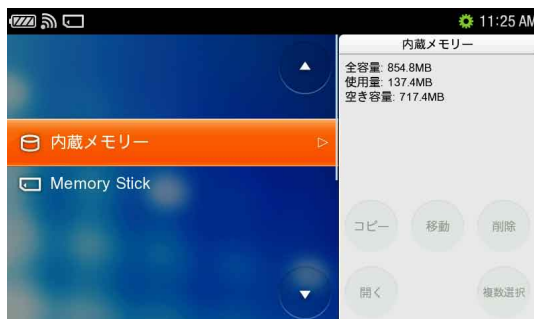 11:25 AM
内蔵メモリー
全容量: 854.8MB
使用量: 137.4MB
空き容量: 717.4MB
内蔵メモリー
Memory Stick
コピー
移動
削除
開く
複数選択